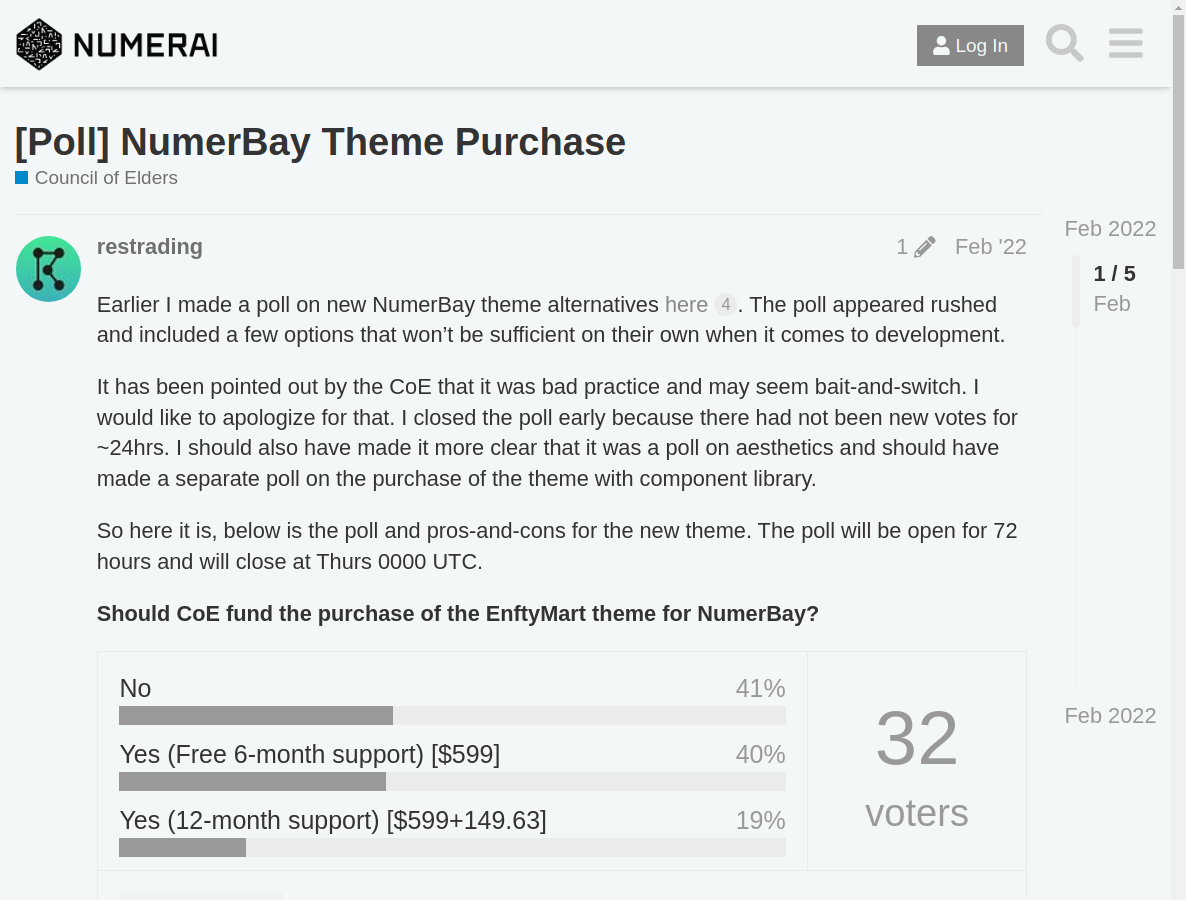 NUMERAI
Log In
[Poll] NumerBay Theme Purchase
Council of Elders
restrading
1
Feb '22
Earlier I made a poll on new NumerBay theme alternatives here 4. The poll appeared rushed
and included a few options that won’t be sufficient on their own when it comes to development.
It has been pointed out by the CoE that it was bad practice and may seem bait-and-switch. I
would like to apologize for that. I closed the poll early because there had not been new votes for
~24hrs. I should also have made it more clear that it was a poll on aesthetics and should have
made a separate poll on the purchase of the theme with component library.
So here it is, below is the poll and pros-and-cons for the new theme. The poll will be open for 72
hours and will close at Thurs 0000 UTC.
Should CoE fund the purchase of the EnftyMart theme for NumerBay?
No 41%
Yes (Free 6-month support) [$599] 40%
Yes (12-month support) [$599+149.63] 19%
32
voters
Feb 2022
1 / 5
Feb
Feb 2022